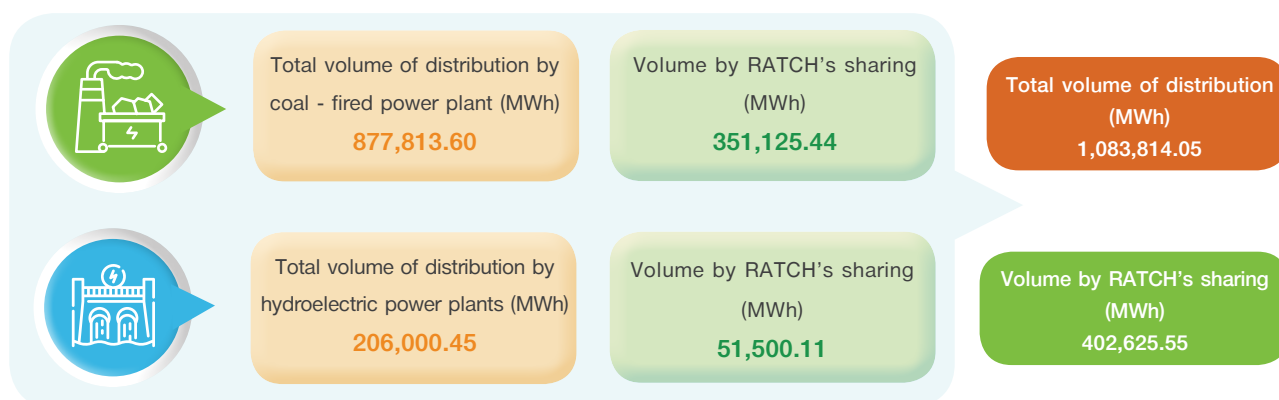 Total volume of distribution by
coal - fired power plant (MWh)
877,813.60
Volume by RATCH's sharing
(MWh)
351,125.44
Total volume of distribution
(MWh)
1,083,814.05
Total volume of distribution by
hydroelectric power plants (MWh)
206,000.45
Volume by RATCH's sharing
(MWh)
51,500.11
Volume by RATCH's sharing
(MWh)
402,625.55